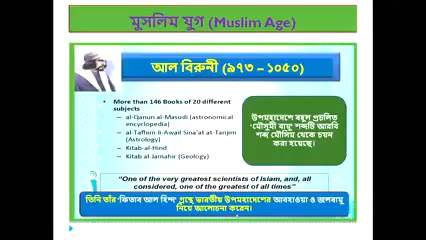 মুসলিম যুগ (Muslim Age)
আল বিরুনী (৯৭৩ – ১০৫০)
• More than 146 Books of 20 different
subjects
– al-Qanun al-Masudi (astronomical
encyclopedia)
– al-Tafhim-li-Awail Sina'at at-Tanjm
(Astrology)
– Kitab-al-Hind
– Kitab al-Jamahir (Geology)
উপমহাদেশে বহুল প্রচলিত
'মৌসুমী বায়ু' শব্দটি আরবি
শব্দ মৌসিম থেকে চয়ন
করা হয়েছে।
"One of the very greatest scientists of Islam, and, all
considered, one of the greatest of all times"
তিনি তাঁর 'কিতাব আল হিন্দ' গ্রন্থে ভারতীয় উপমহাদেশের আবহাওয়া ও জলবায়ু
নিয়ে আলোচনা করেন।